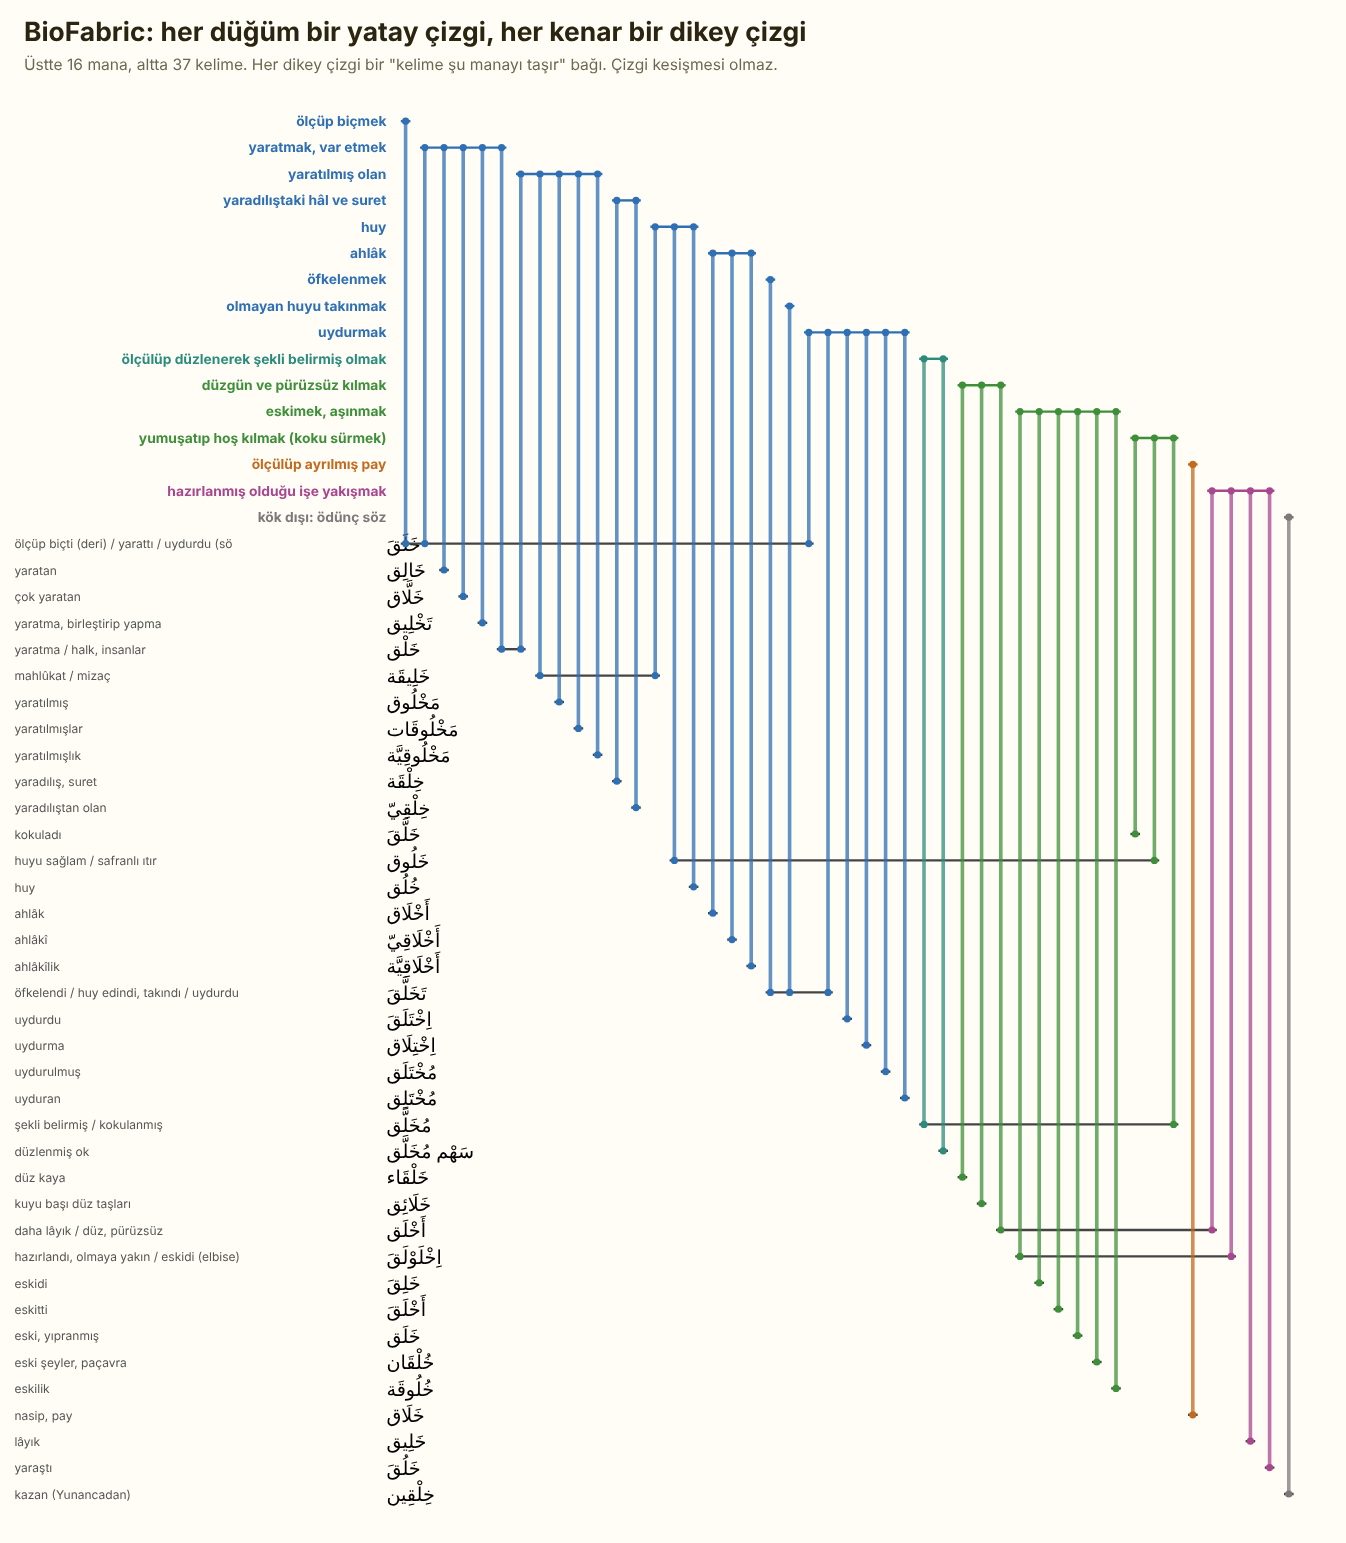 BioFabric: her düğüm bir yatay çizgi, her kenar bir dikey çizgi
Üstte 16 mana, altta 37 kelime. Her dikey çizgi bir "kelime şu manayı taşır" bağı. Çizgi kesişmesi olmaz.
ölçüp biçmek
yaratmak, var etmek
yaratılmış olan
yaradılıştaki hâl ve suret
huy
ahlâk
öfkelenmek
olmayan huyu takınmak
uydurmak
ölçülüp düzlenerek şekli belirmiş olmak
düzgün ve pürüzsüz kılmak
eskimek, aşınmak
yumuşatıp hoş kılmak (koku sürmek)
ölçülüp ayrılmış pay
hazırlanmış olduğu işe yakışmak
kök dışı: ödünç söz
ölçüp biçti (deri) / yarattı / uydurdu (sö خَلَقَ
yaratan خَالِق
çok yaratan خَلَّاق
yaratma, birleştirip yapma تَخْلِيق
yaratma / halk, insanlar خَلْق
mahlûkat / mizaç خَلِيقَة
yaratılmış مَخْلُوق
yaratılmışlar مَخْلُوقَات
yaratılmışlık مَخْلُوقِيَّة
yaradılış, suret خِلْقَة
yaradılıştan olan خِلْقِيّ
kokuladı خَلَّقَ
huyu sağlam / safranlı ıtır خَلُوق
huy خُلُق
ahlâk أَخْلَاق
ahlâkî أَخْلَاقِيّ
ahlâkîlik أَخْلَاقِيَّة
öfkelendi / huy edindi, takındı / uydurdu تَخَلَّقَ
uydurdu اِخْتَلَقَ
uydurma اِخْتِلَاق
uydurulmuş مُخْتَلَق
uyduran مُخْتَلِق
şekli belirmiş / kokulanmış مُخَلَّق
düzlenmiş ok سَهْم مُخَلَّق
düz kaya خَلْقَاء
kuyu başı düz taşları خَلَائِق
daha lâyık / düz, pürüzsüz أَخْلَق
hazırlandı, olmaya yakın / eskidi (elbise) اِخْلَوْلَقَ
eskidi خَلِقَ
eskitti أَخْلَقَ
eski, yıpranmış خَلَق
eski şeyler, paçavra خُلْقَان
eskilik خُلُوقَة
nasip, pay خَلَاق
lâyık خَلِيق
yaraştı خَلُقَ
kazan (Yunancadan) خِلْقِين